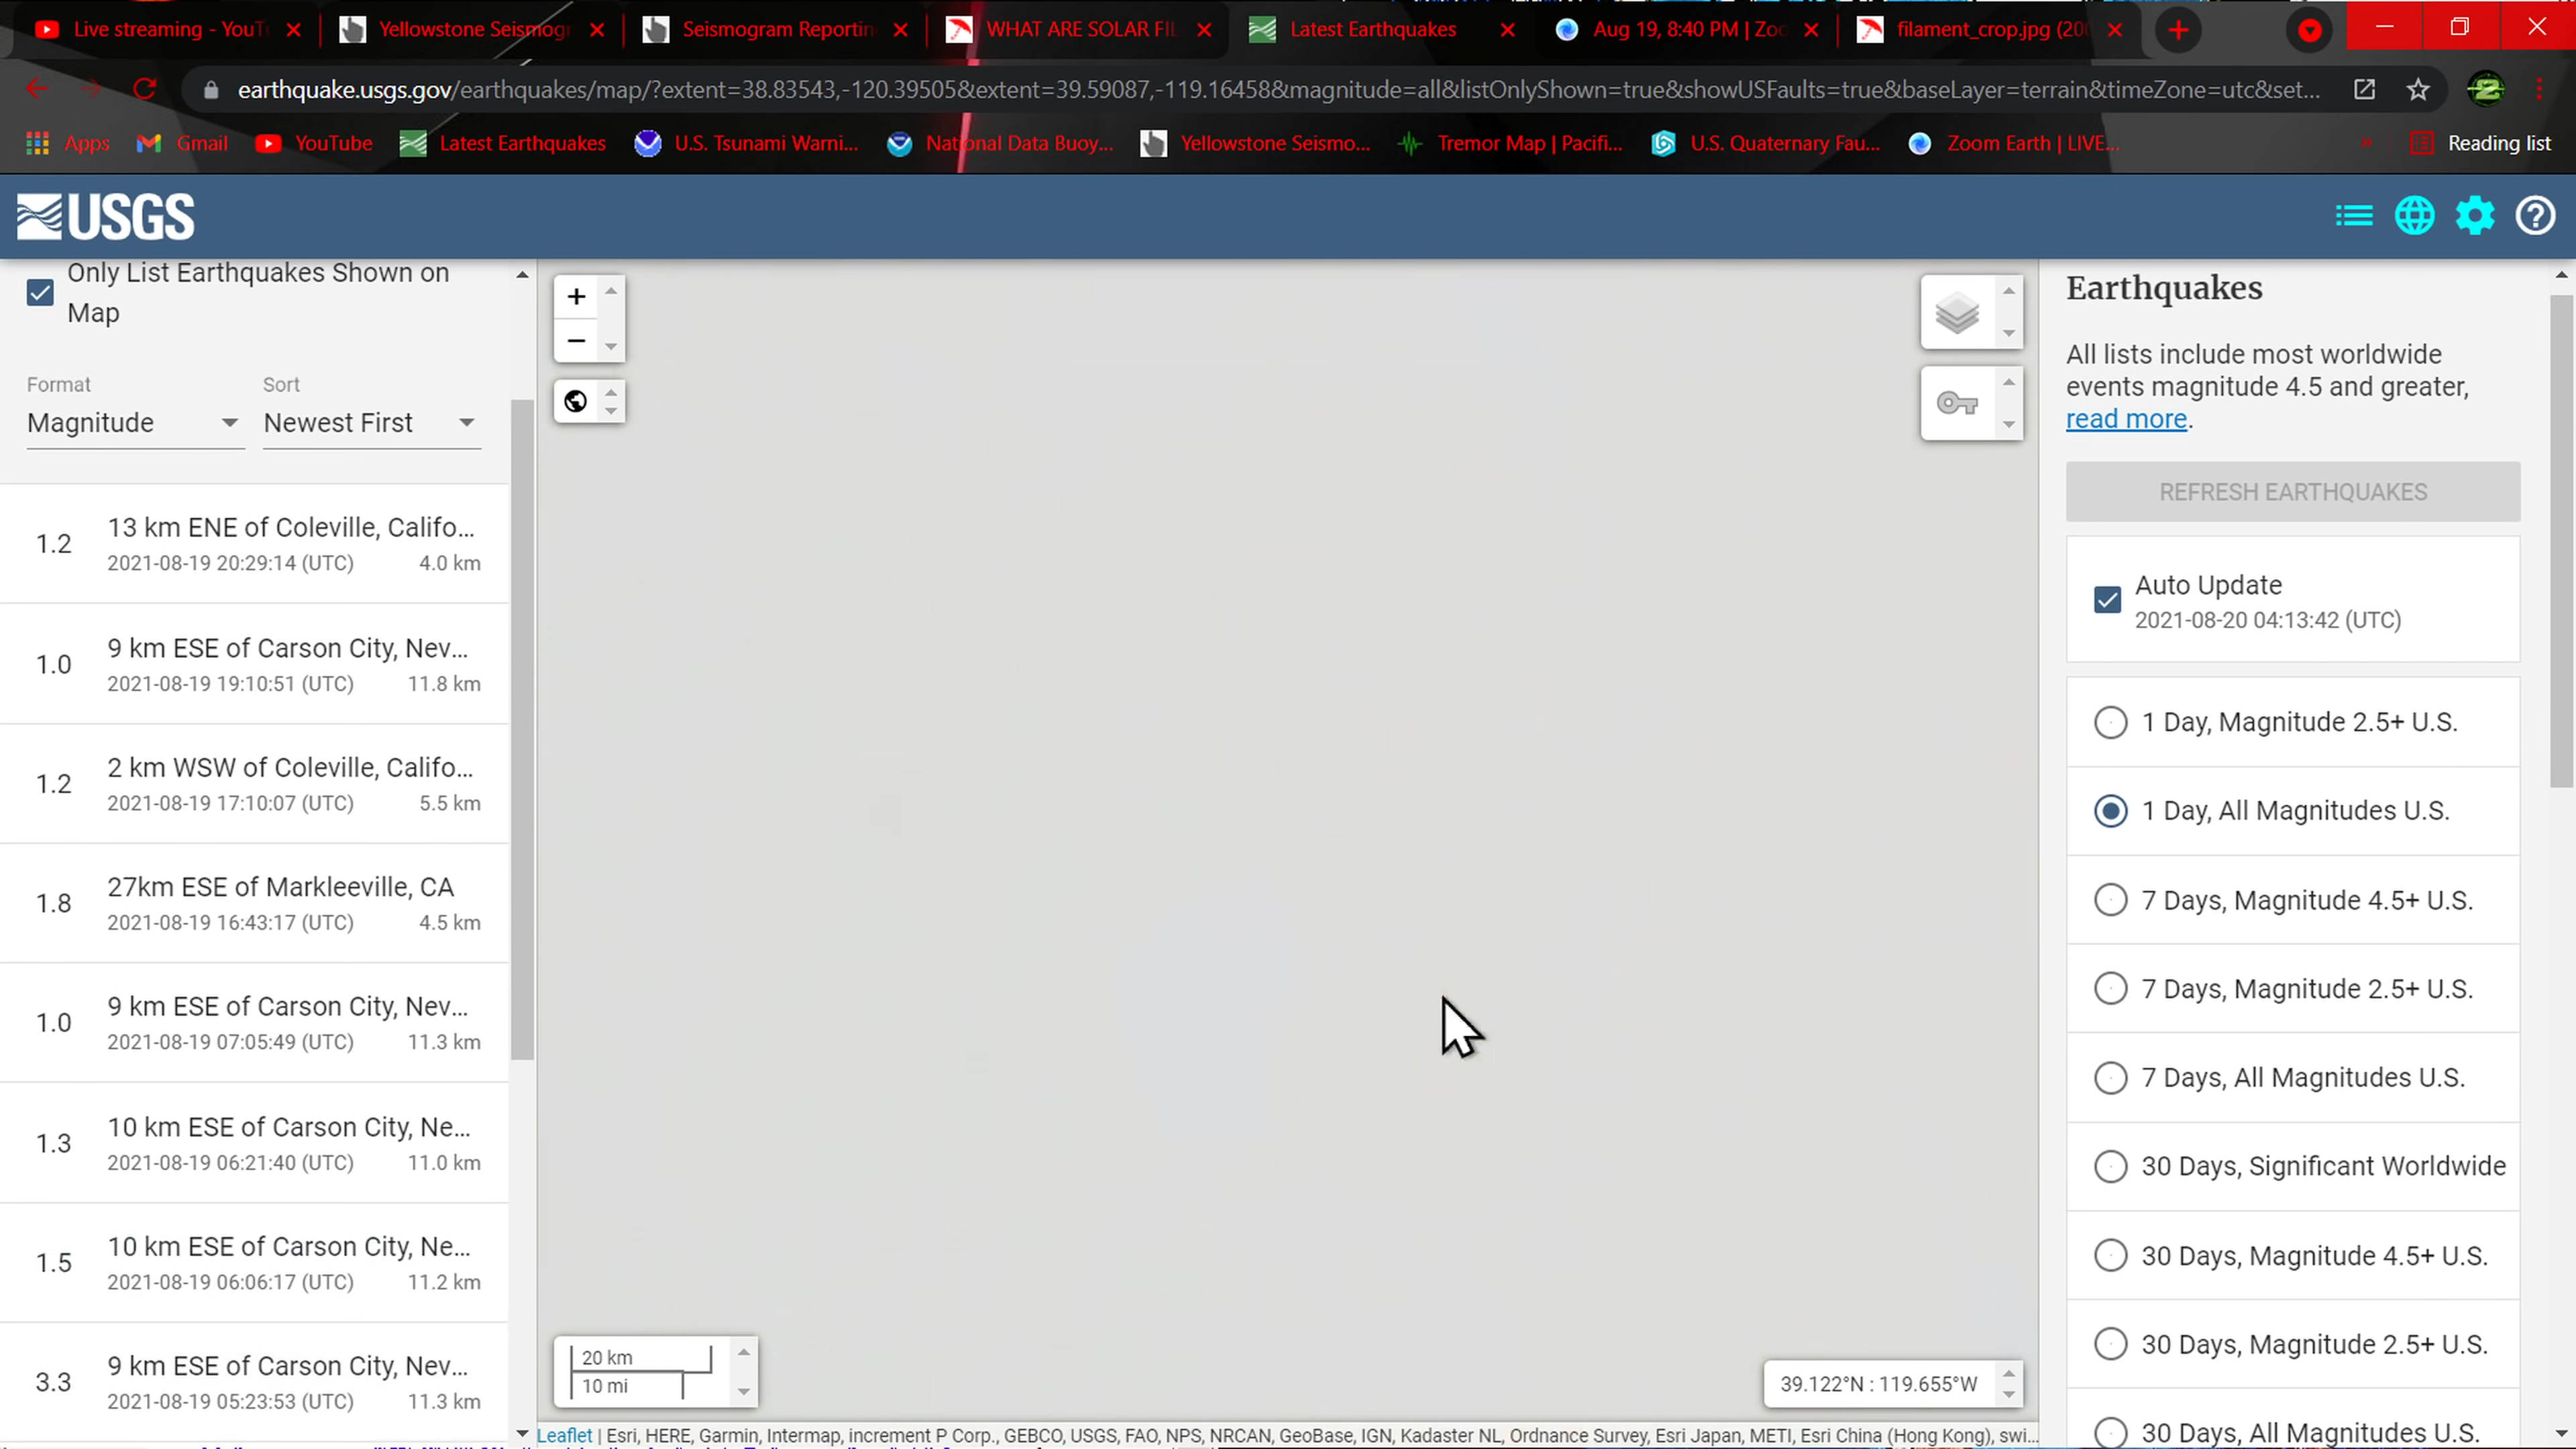 Live streaming - YouT
Yellowstone Seismogr
Seismogram Reportin
WHAT ARE SOLAR FIL
Latest Earthquakes
Aug 19, 8:40 PM | Zoo
filament_crop.jpg (200
earthquake.usgs.gov/earthquakes/map/?extent=38.83543,-120.39505&extent=39.59087,-119.16458&magnitude=all&listOnlyShown=true&showUSFaults=true&baseLayer=terrain&timeZone=utc&set...
Apps
Gmail
YouTube
Latest Earthquakes
U.S. Tsunami Warni...
National Data Buoy...
Yellowstone Seismo...
Tremor Map | Pacifi...
U.S. Quaternary Fau...
Zoom Earth | LIVE...
Reading list
USGS
Only List Earthquakes Shown on
Map
Format
Sort
Magnitude
Newest First
1.2
13 km ENE of Coleville, Califo...
2021-08-19 20:29:14 (UTC) 4.0 km
1.0
9 km ESE of Carson City, Nev...
2021-08-19 19:10:51 (UTC) 11.8 km
1.2
2 km WSW of Coleville, Califo...
2021-08-19 17:10:07 (UTC) 5.5 km
1.8
27km ESE of Markleeville, CA
2021-08-19 16:43:17 (UTC) 4.5 km
1.0
9 km ESE of Carson City, Nev...
2021-08-19 07:05:49 (UTC) 11.3 km
1.3
10 km ESE of Carson City, Ne...
2021-08-19 06:21:40 (UTC) 11.0 km
1.5
10 km ESE of Carson City, Ne...
2021-08-19 06:06:17 (UTC) 11.2 km
3.3
9 km ESE of Carson City, Nev...
2021-08-19 05:23:53 (UTC) 11.3 km
+
−
20 km
10 mi
39.122°N : 119.655°W
Leaflet | Esri, HERE, Garmin, Intermap, increment P Corp., GEBCO, USGS, FAO, NPS, NRCAN, GeoBase, IGN, Kadaster NL, Ordnance Survey, Esri Japan, METI, Esri China (Hong Kong), swi...
Earthquakes
All lists include most worldwide
events magnitude 4.5 and greater,
read more.
REFRESH EARTHQUAKES
Auto Update
2021-08-20 04:13:42 (UTC)
1 Day, Magnitude 2.5+ U.S.
1 Day, All Magnitudes U.S.
7 Days, Magnitude 4.5+ U.S.
7 Days, Magnitude 2.5+ U.S.
7 Days, All Magnitudes U.S.
30 Days, Significant Worldwide
30 Days, Magnitude 4.5+ U.S.
30 Days, Magnitude 2.5+ U.S.
30 Days, All Magnitudes U.S.